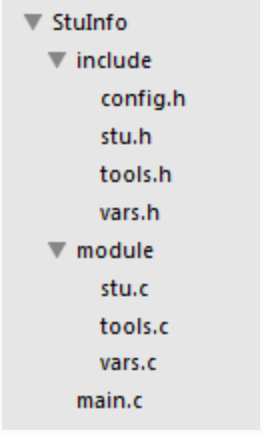 StuInfo
include
config.h
stu.h
tools.h
vars.h
module
stu.c
tools.c
vars.c
main.c